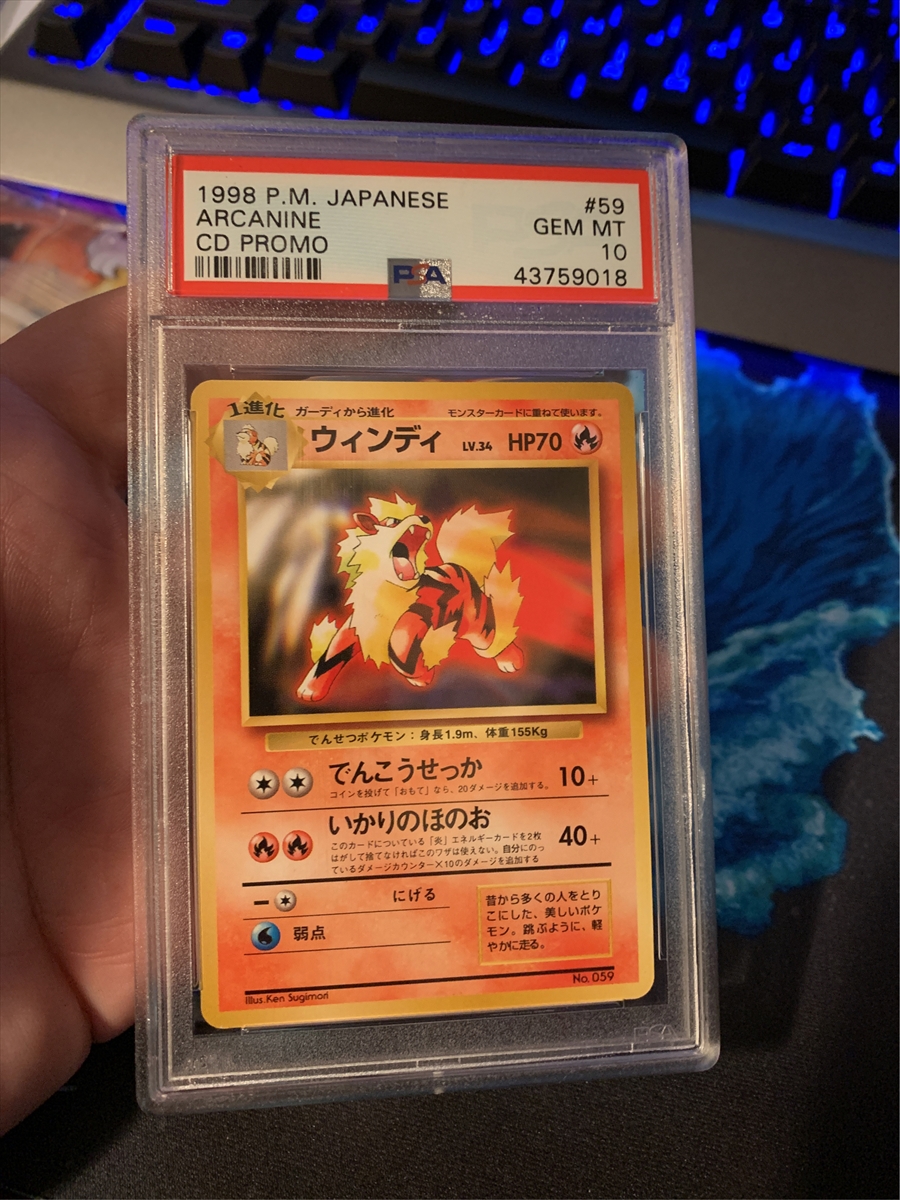 1998 P.M. JAPANESE #59
ARCANINE GEM MT
CD PROMO 10
PSA 43759018
1進化 ガーディから進化 モンスターカードに重ねて使います。
ウィンディ LV.34 HP70
でんせつポケモン：身長1.9m、体重155Kg
でんこうせっか 10+
コインを投げて「おもて」なら、20ダメージを追加する。
いかりのほのお 40+
このカードについている「炎」エネルギーカードを2枚
はがして捨てなければこのワザは使えない。自分にのっ
ているダメージカウンター×10のダメージを追加する
ー にげる
弱点
昔から多くの人をとり
こにした、美しいポケ
モン。跳ぶように、軽
やかに走る。
No.059
Illus.Ken Sugimori
PSA